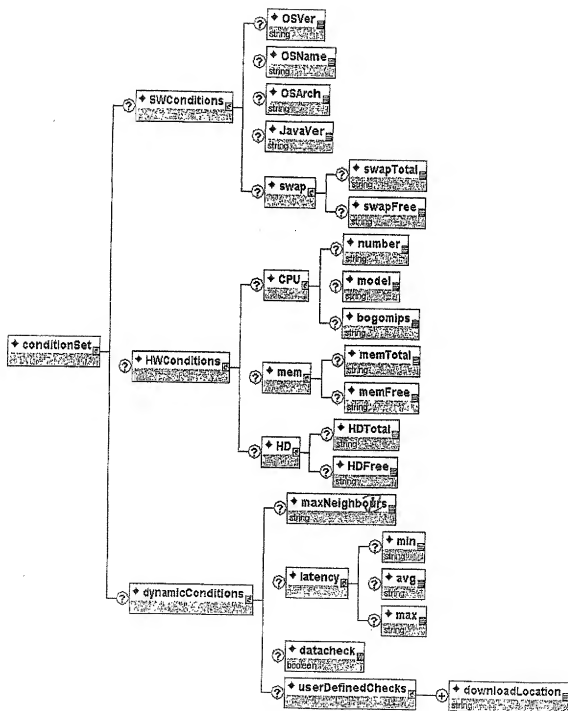 OSVer
string
OSName
string
OSArch
string
SWConditions
JavaVer
string
swapTotal
string
swap
swapFree
string
number
string
CPU
model
string
bogomips
string
conditionSet
HWConditions
memTotal
string
mem
memFree
string
HDTotal
string
HD
HDFree
string
maxNeighbours
string
min
string
latency
avg
string
dynamicConditions
max
string
datacheck
boolean
userDefinedChecks
downloadLocation
string